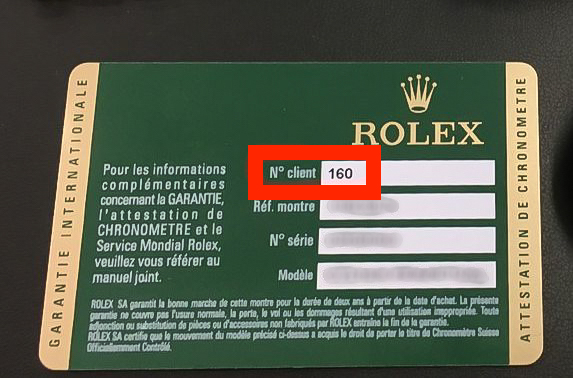 GARANTIE INTERNATIONALE
ROLEX
Pour les informations
complémentaires
concernant la GARANTIE,
l'attestation de
CHRONOMETRE et le
Service Mondial Rolex,
veuillez vous référer au
manuel joint.
N° client 160
Réf. montre
N° série
Modèle
ROLEX SA garantit la bonne marche de cette montre pour la durée de deux ans à partir de la date d'achat. La présente
garantie ne couvre pas l'usure normale, la perte, le vol ou les dommages résultant d'une utilisation inappropriée. Toute
adjonction ou substitution de pièces ou d'accessoires non fabriqués par ROLEX entraîne la fin de la garantie.
ROLEX SA certifie que le mouvement du modèle précité ci-dessus a acquis le droit de porter le titre de Chronomètre Suisse
Officiellement Contrôlé.
ATTESTATION DE CHRONOMETRE